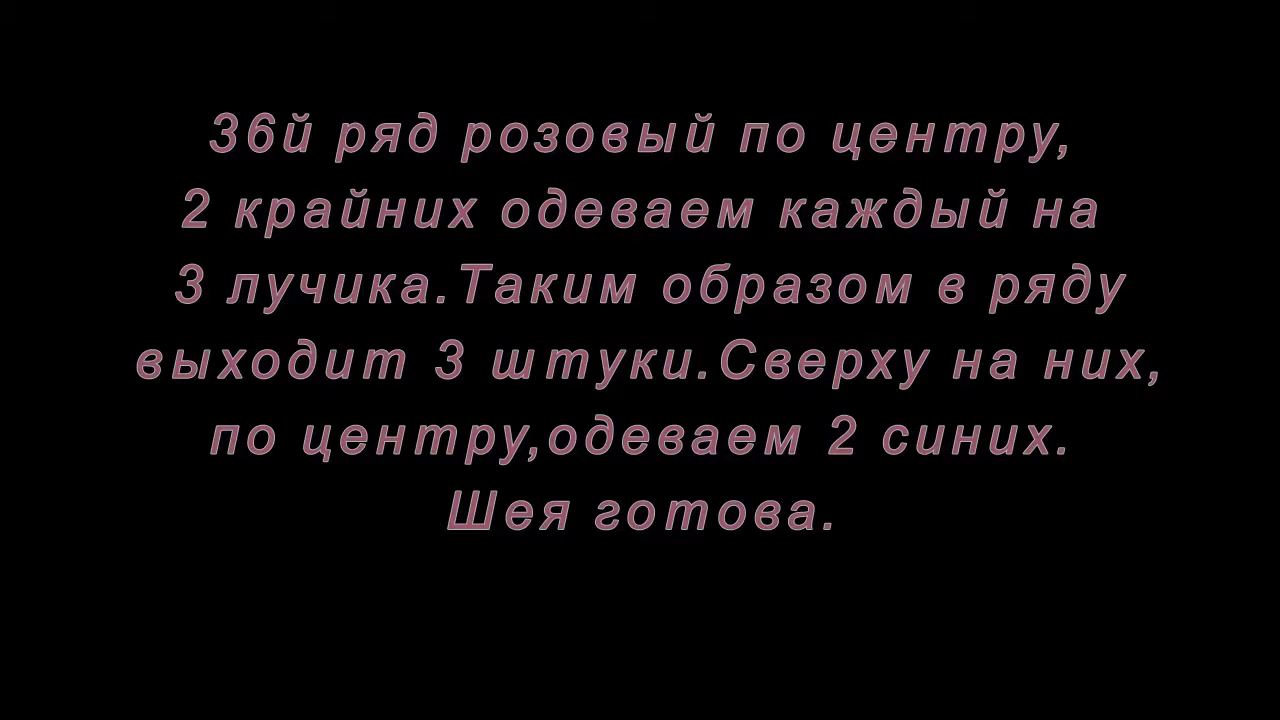 36й ряд розовый по центру,
2 крайних одеваем каждый на
3 лучика.Таким образом в ряду
выходит 3 штуки.Сверху на них,
по центру,одеваем 2 синих.
Шея готова.